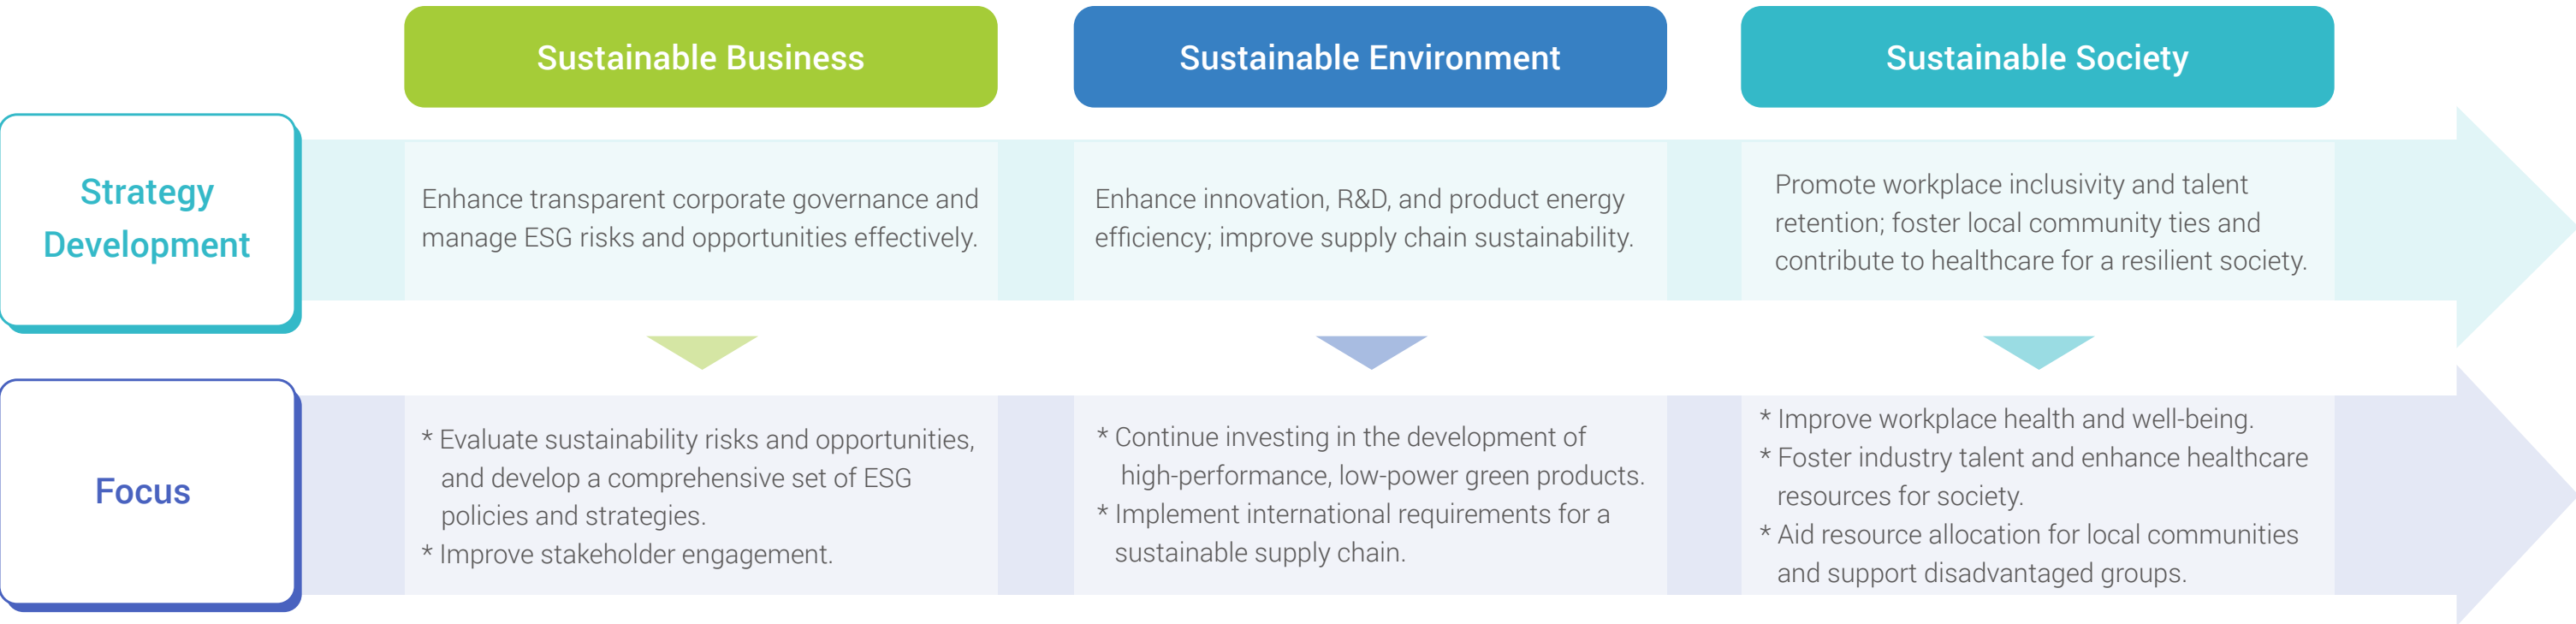 Sustainable Business
Sustainable Environment
Sustainable Society
Strategy
Development
Enhance transparent corporate governance and
manage ESG risks and opportunities effectively.
Enhance innovation, R&D, and product energy
efficiency; improve supply chain sustainability.
Promote workplace inclusivity and talent
retention; foster local community ties and
contribute to healthcare for a resilient society.
Focus
* Evaluate sustainability risks and opportunities,
and develop a comprehensive set of ESG
policies and strategies.
* Improve stakeholder engagement.
* Continue investing in the development of
high-performance, low-power green products.
* Implement international requirements for a
sustainable supply chain.
* Improve workplace health and well-being.
* Foster industry talent and enhance healthcare
resources for society.
* Aid resource allocation for local communities
and support disadvantaged groups.